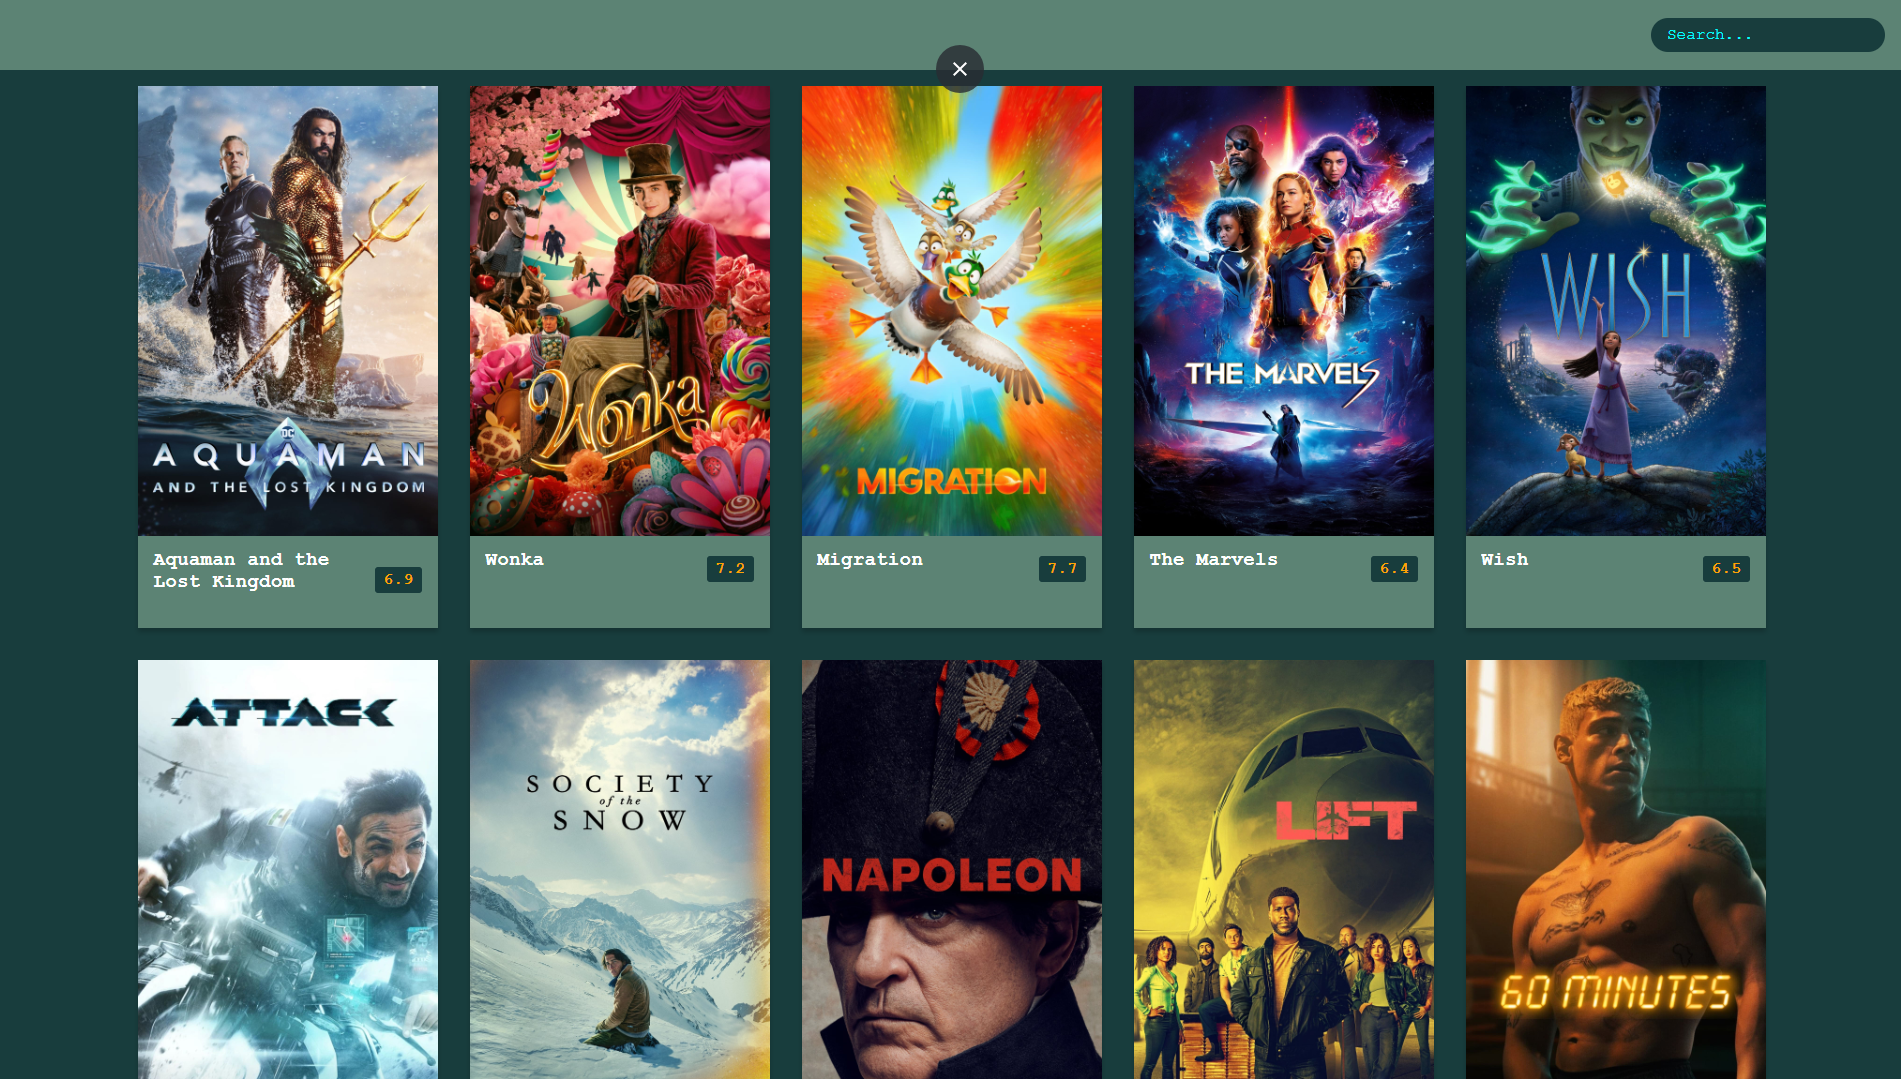 Search...
DC
AQUAMAN
AND THE LOST KINGDOM
Wonka
MIGRATION
THE MARVELS
WISH
Aquaman and the
Lost Kingdom
6.9
Wonka
7.2
Migration
7.7
The Marvels
6.4
Wish
6.5
ATTACK
SOCIETY
of the
SNOW
NAPOLEON
LIFT
60 MINUTES